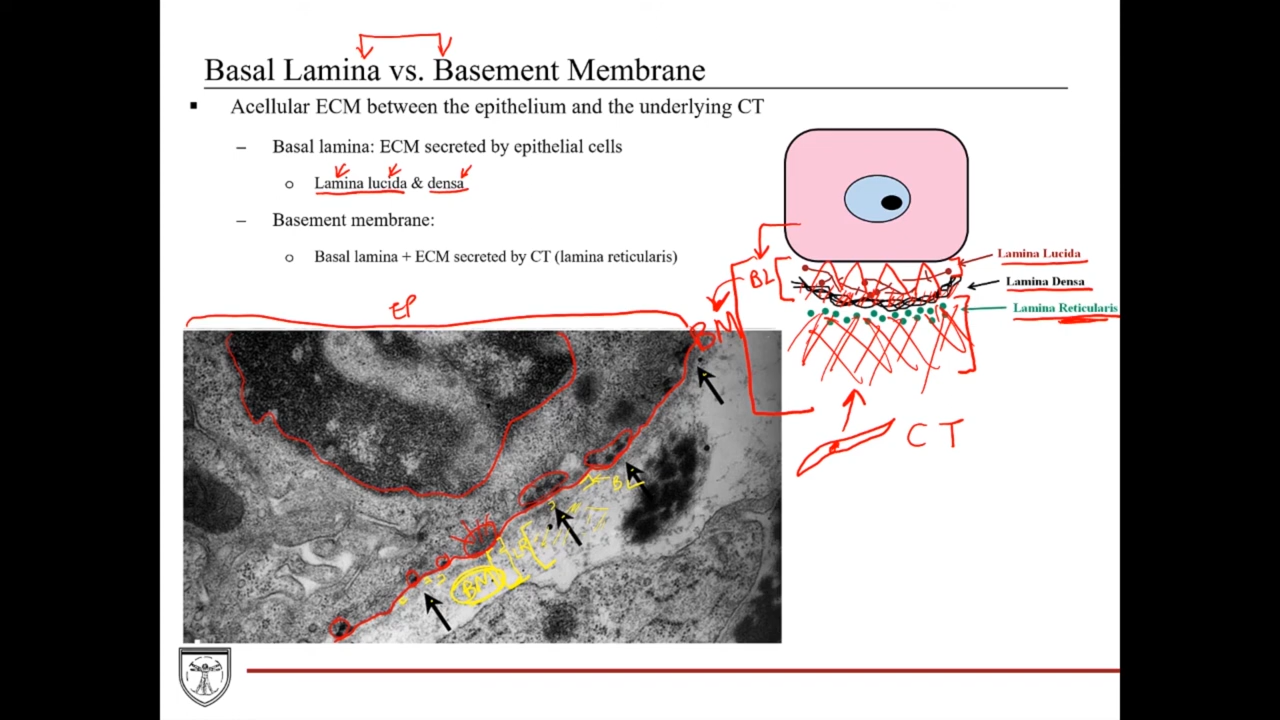 Basal Lamina vs. Basement Membrane
▪ Acellular ECM between the epithelium and the underlying CT
– Basal lamina: ECM secreted by epithelial cells
o Lamina lucida & densa
– Basement membrane:
o Basal lamina + ECM secreted by CT (lamina reticularis)
Lamina Lucida
Lamina Densa
Lamina Reticularis
BL
BM
EP
CT
BL
BM